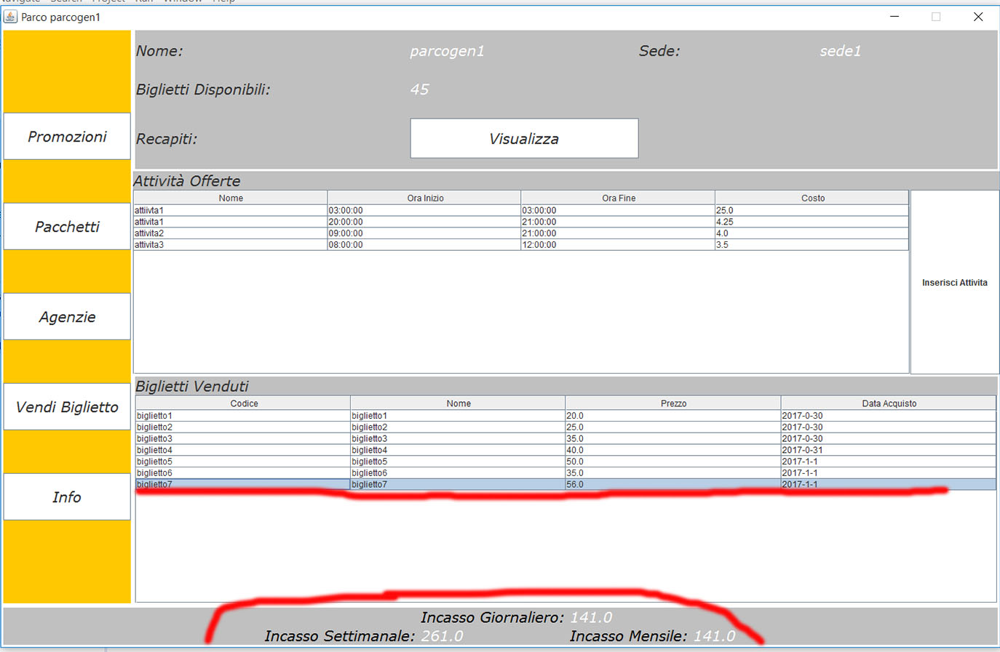 Navigate Search Project Run Window Help
Parco parcogen1
Nome: parcogen1 Sede: sede1
Biglietti Disponibili: 45
Recapiti: Visualizza
Promozioni
Pacchetti
Agenzie
Vendi Biglietto
Info
Attività Offerte
Nome Ora Inizio Ora Fine Costo
attiivta1 03:00:00 03:00:00 25.0
attivita1 20:00:00 21:00:00 4.25
attivita2 09:00:00 21:00:00 4.0
attivita3 08:00:00 12:00:00 3.5
Inserisci Attivita
Biglietti Venduti
Codice Nome Prezzo Data Acquisto
biglietto1 biglietto1 20.0 2017-0-30
biglietto2 biglietto2 25.0 2017-0-30
biglietto3 biglietto3 35.0 2017-0-30
biglietto4 biglietto4 40.0 2017-0-31
biglietto5 biglietto5 50.0 2017-1-1
biglietto6 biglietto6 35.0 2017-1-1
biglietto7 biglietto7 56.0 2017-1-1
Incasso Giornaliero: 141.0
Incasso Settimanale: 261.0 Incasso Mensile: 141.0